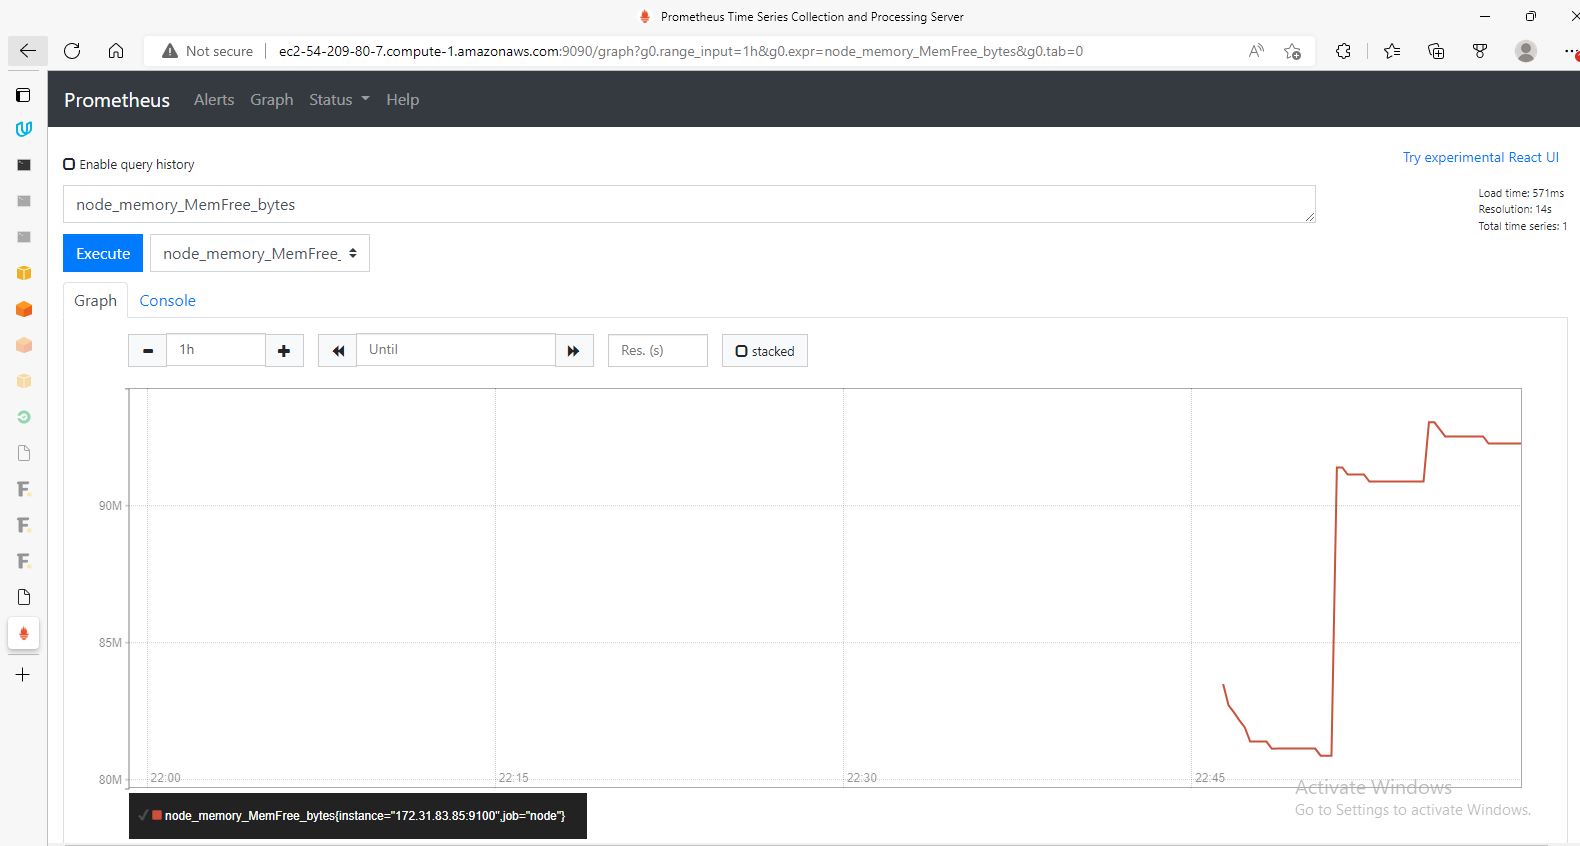 Prometheus Time Series Collection and Processing Server
Not secure ec2-54-209-80-7.compute-1.amazonaws.com:9090/graph?g0.range_input=1h&g0.expr=node_memory_MemFree_bytes&g0.tab=0
Prometheus Alerts Graph Status Help
Enable query history
Try experimental React UI
node_memory_MemFree_bytes
Load time: 571ms
Resolution: 14s
Total time series: 1
Execute node_memory_MemFree_
Graph Console
1h Until Res. (s) stacked
90M
85M
80M
22:00 22:15 22:30 22:45
Activate Windows
Go to Settings to activate Windows.
node_memory_MemFree_bytes{instance="172.31.83.85:9100",job="node"}